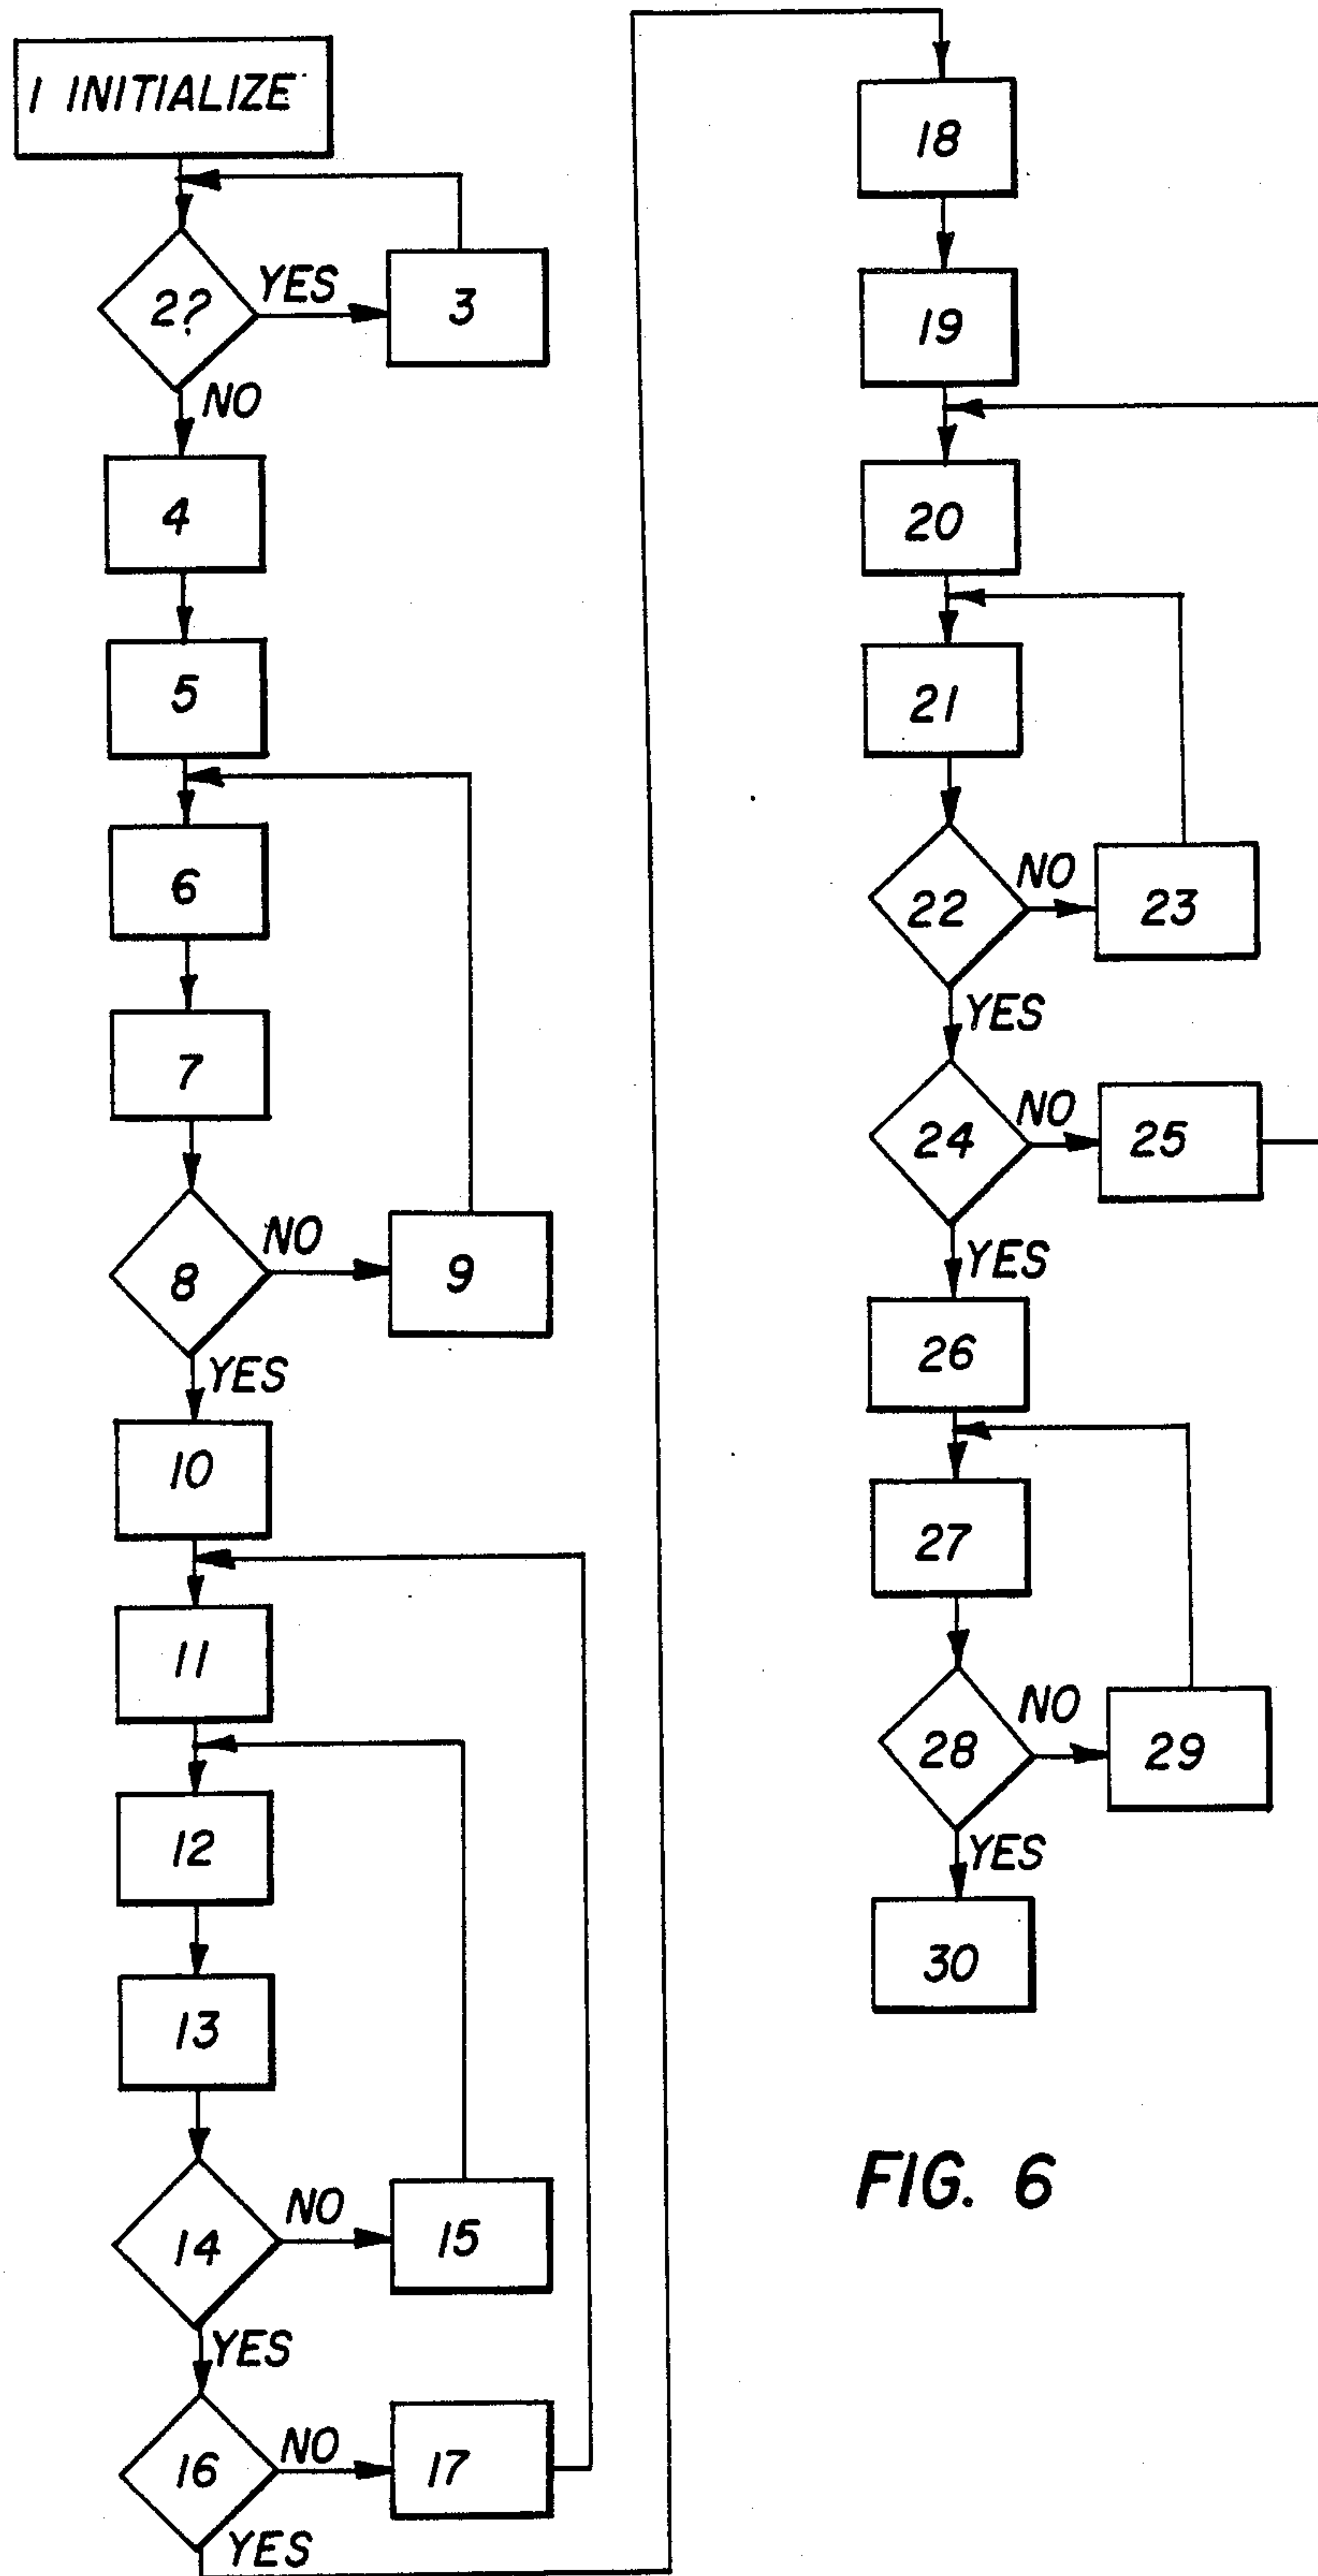 1 INITIALIZE
2?
YES
3
NO
4
5
6
7
8
NO
9
YES
10
11
12
13
14
NO
15
YES
16
NO
17
YES
18
19
20
21
22
NO
23
YES
24
NO
25
YES
26
27
28
NO
29
YES
30
FIG. 6